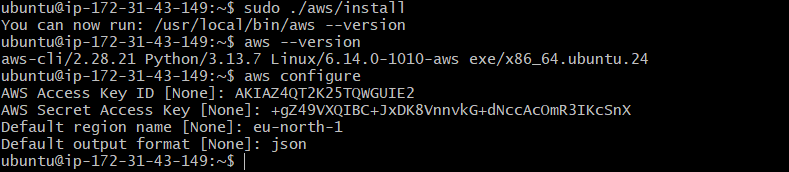 ubuntu@ip-172-31-43-149:~$ sudo ./aws/install
You can now run: /usr/local/bin/aws --version
ubuntu@ip-172-31-43-149:~$ aws --version
aws-cli/2.28.21 Python/3.13.7 Linux/6.14.0-1010-aws exe/x86_64.ubuntu.24
ubuntu@ip-172-31-43-149:~$ aws configure
AWS Access Key ID [None]: AKIAZ4QT2K25TQWGUIE2
AWS Secret Access Key [None]: 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
Default region name [None]: eu-north-1
Default output format [None]: json
ubuntu@ip-172-31-43-149:~$